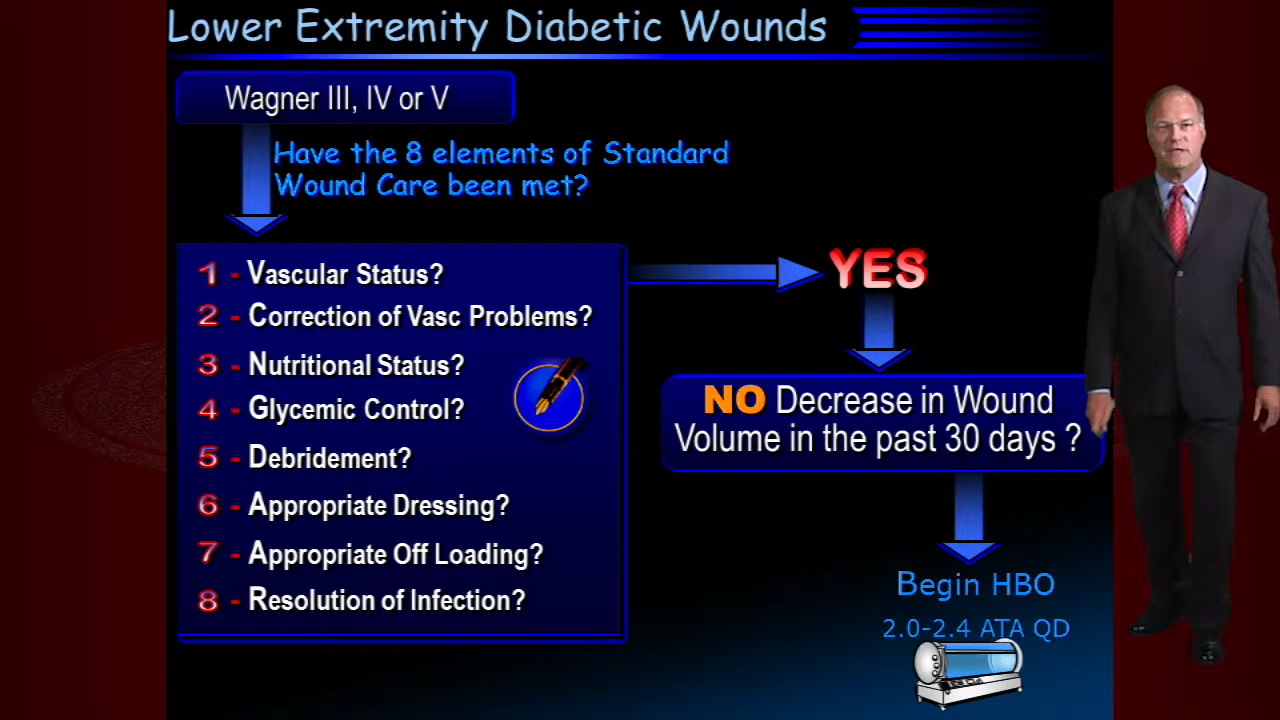 Lower Extremity Diabetic Wounds
Wagner III, IV or V
Have the 8 elements of Standard
Wound Care been met?
1 - Vascular Status?
2 - Correction of Vasc Problems?
3 - Nutritional Status?
4 - Glycemic Control?
5 - Debridement?
6 - Appropriate Dressing?
7 - Appropriate Off Loading?
8 - Resolution of Infection?
YES
NO Decrease in Wound
Volume in the past 30 days ?
Begin HBO
2.0-2.4 ATA QD